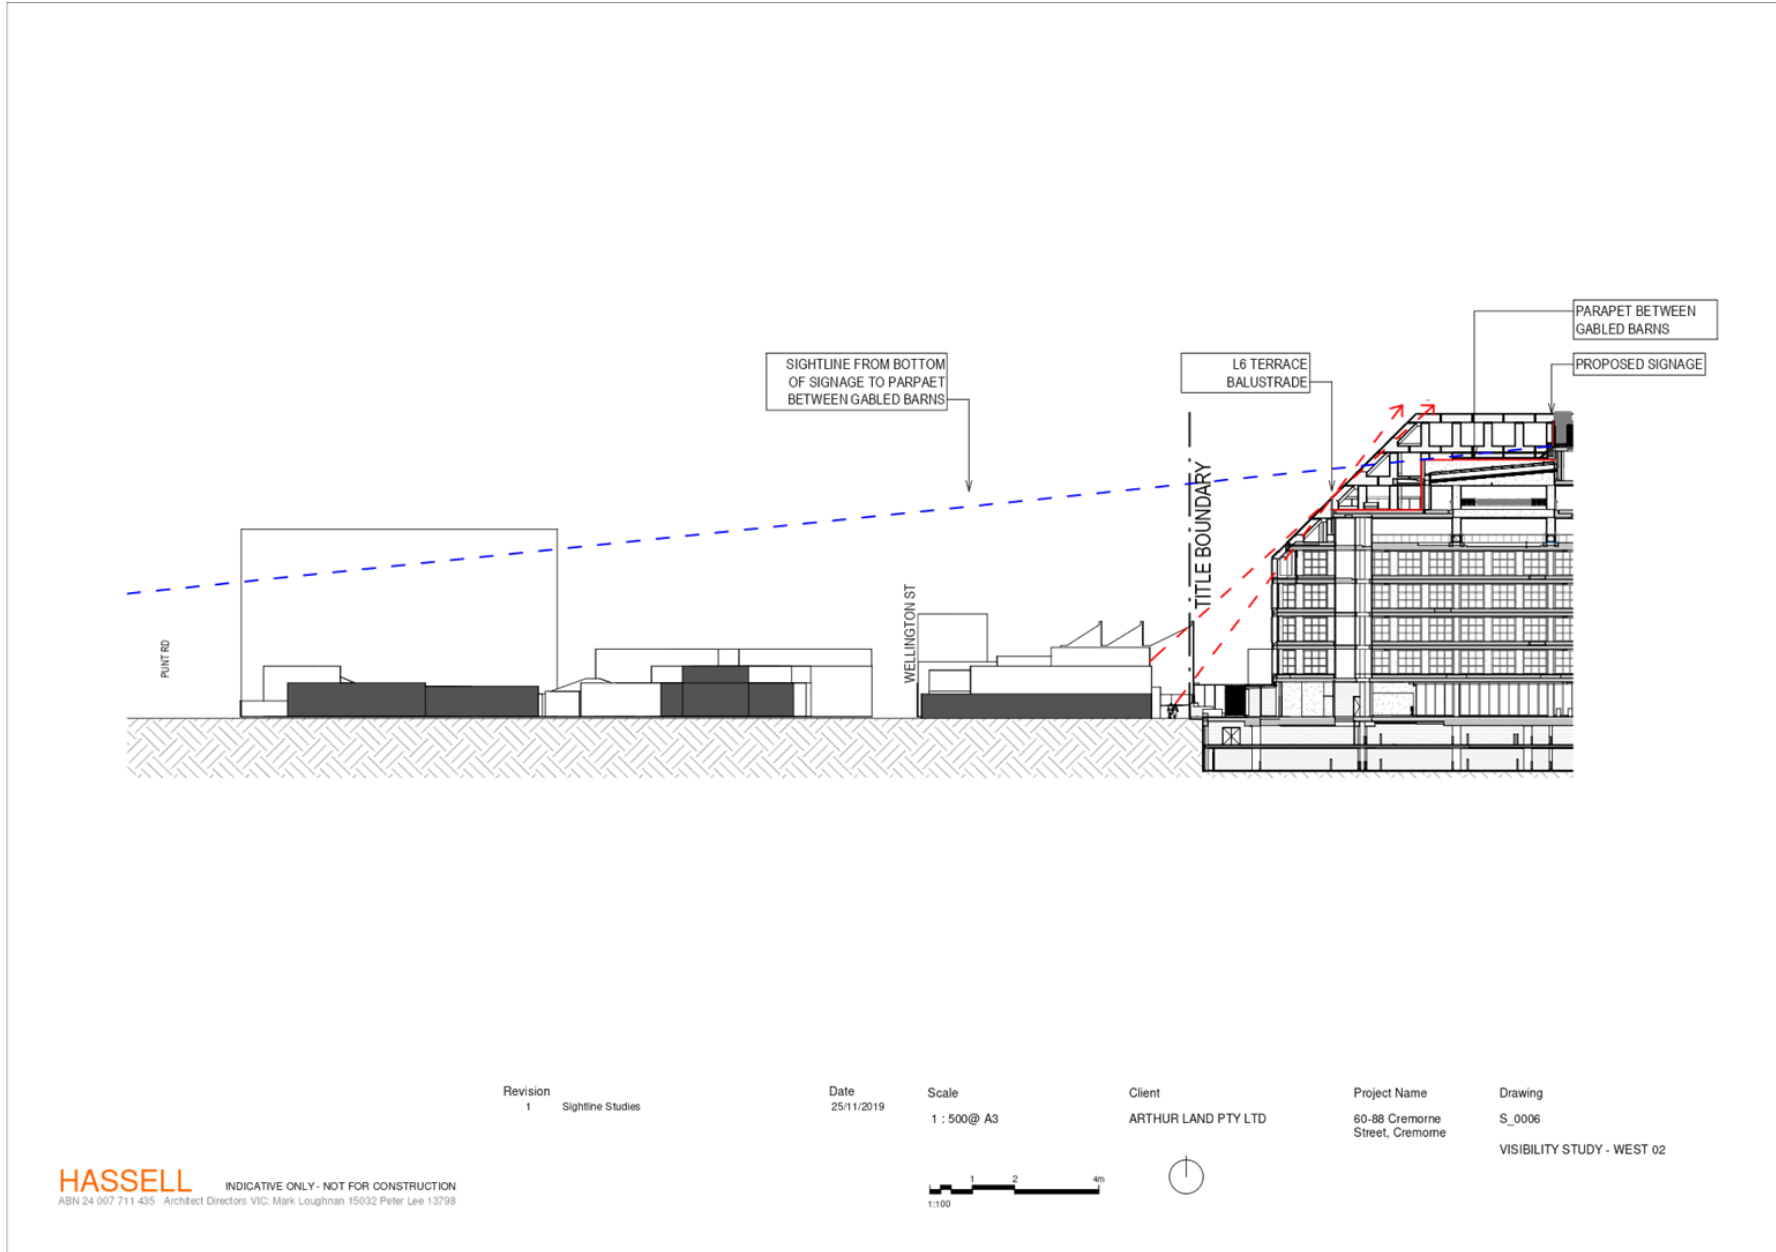 PARAPET BETWEEN
GABLED BARNS
SIGHTLINE FROM BOTTOM
OF SIGNAGE TO PARPAET
BETWEEN GABLED BARNS
L6 TERRACE
BALUSTRADE
PROPOSED SIGNAGE
TITLE BOUNDARY
WELLINGTON ST
PUNT RD
Revision
1 Sightline Studies
Date
25/11/2019
Scale
1 : 500@ A3
Client
ARTHUR LAND PTY LTD
Project Name
60-88 Cremorne
Street, Cremorne
Drawing
S_0006
VISIBILITY STUDY - WEST 02
HASSELL
INDICATIVE ONLY - NOT FOR CONSTRUCTION
ABN 24 007 711 435 Architect Directors VIC: Mark Loughnan 15032 Peter Lee 13798
1 2 4m
1:100